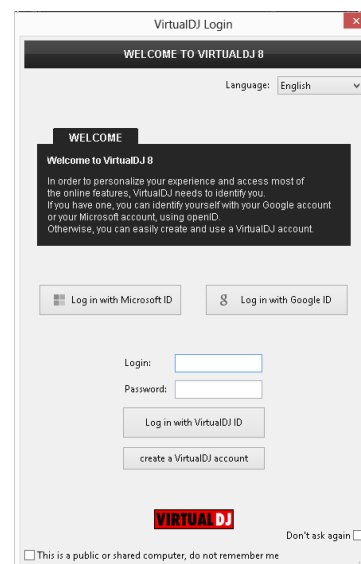 VirtualDJ Login
WELCOME TO VIRTUALDJ 8
Language: English
WELCOME
Welcome to VirtualDJ 8
In order to personalize your experience and access most of
the online features, VirtualDJ needs to identify you.
If you have one, you can identify yourself with your Google account
or your Microsoft account, using openID.
Otherwise, you can easily create and use a VirtualDJ account.
Log in with Microsoft ID
g Log in with Google ID
Login:
Password:
Log in with VirtualDJ ID
create a VirtualDJ account
VIRTUAL DJ
Don't ask again
This is a public or shared computer, do not remember me